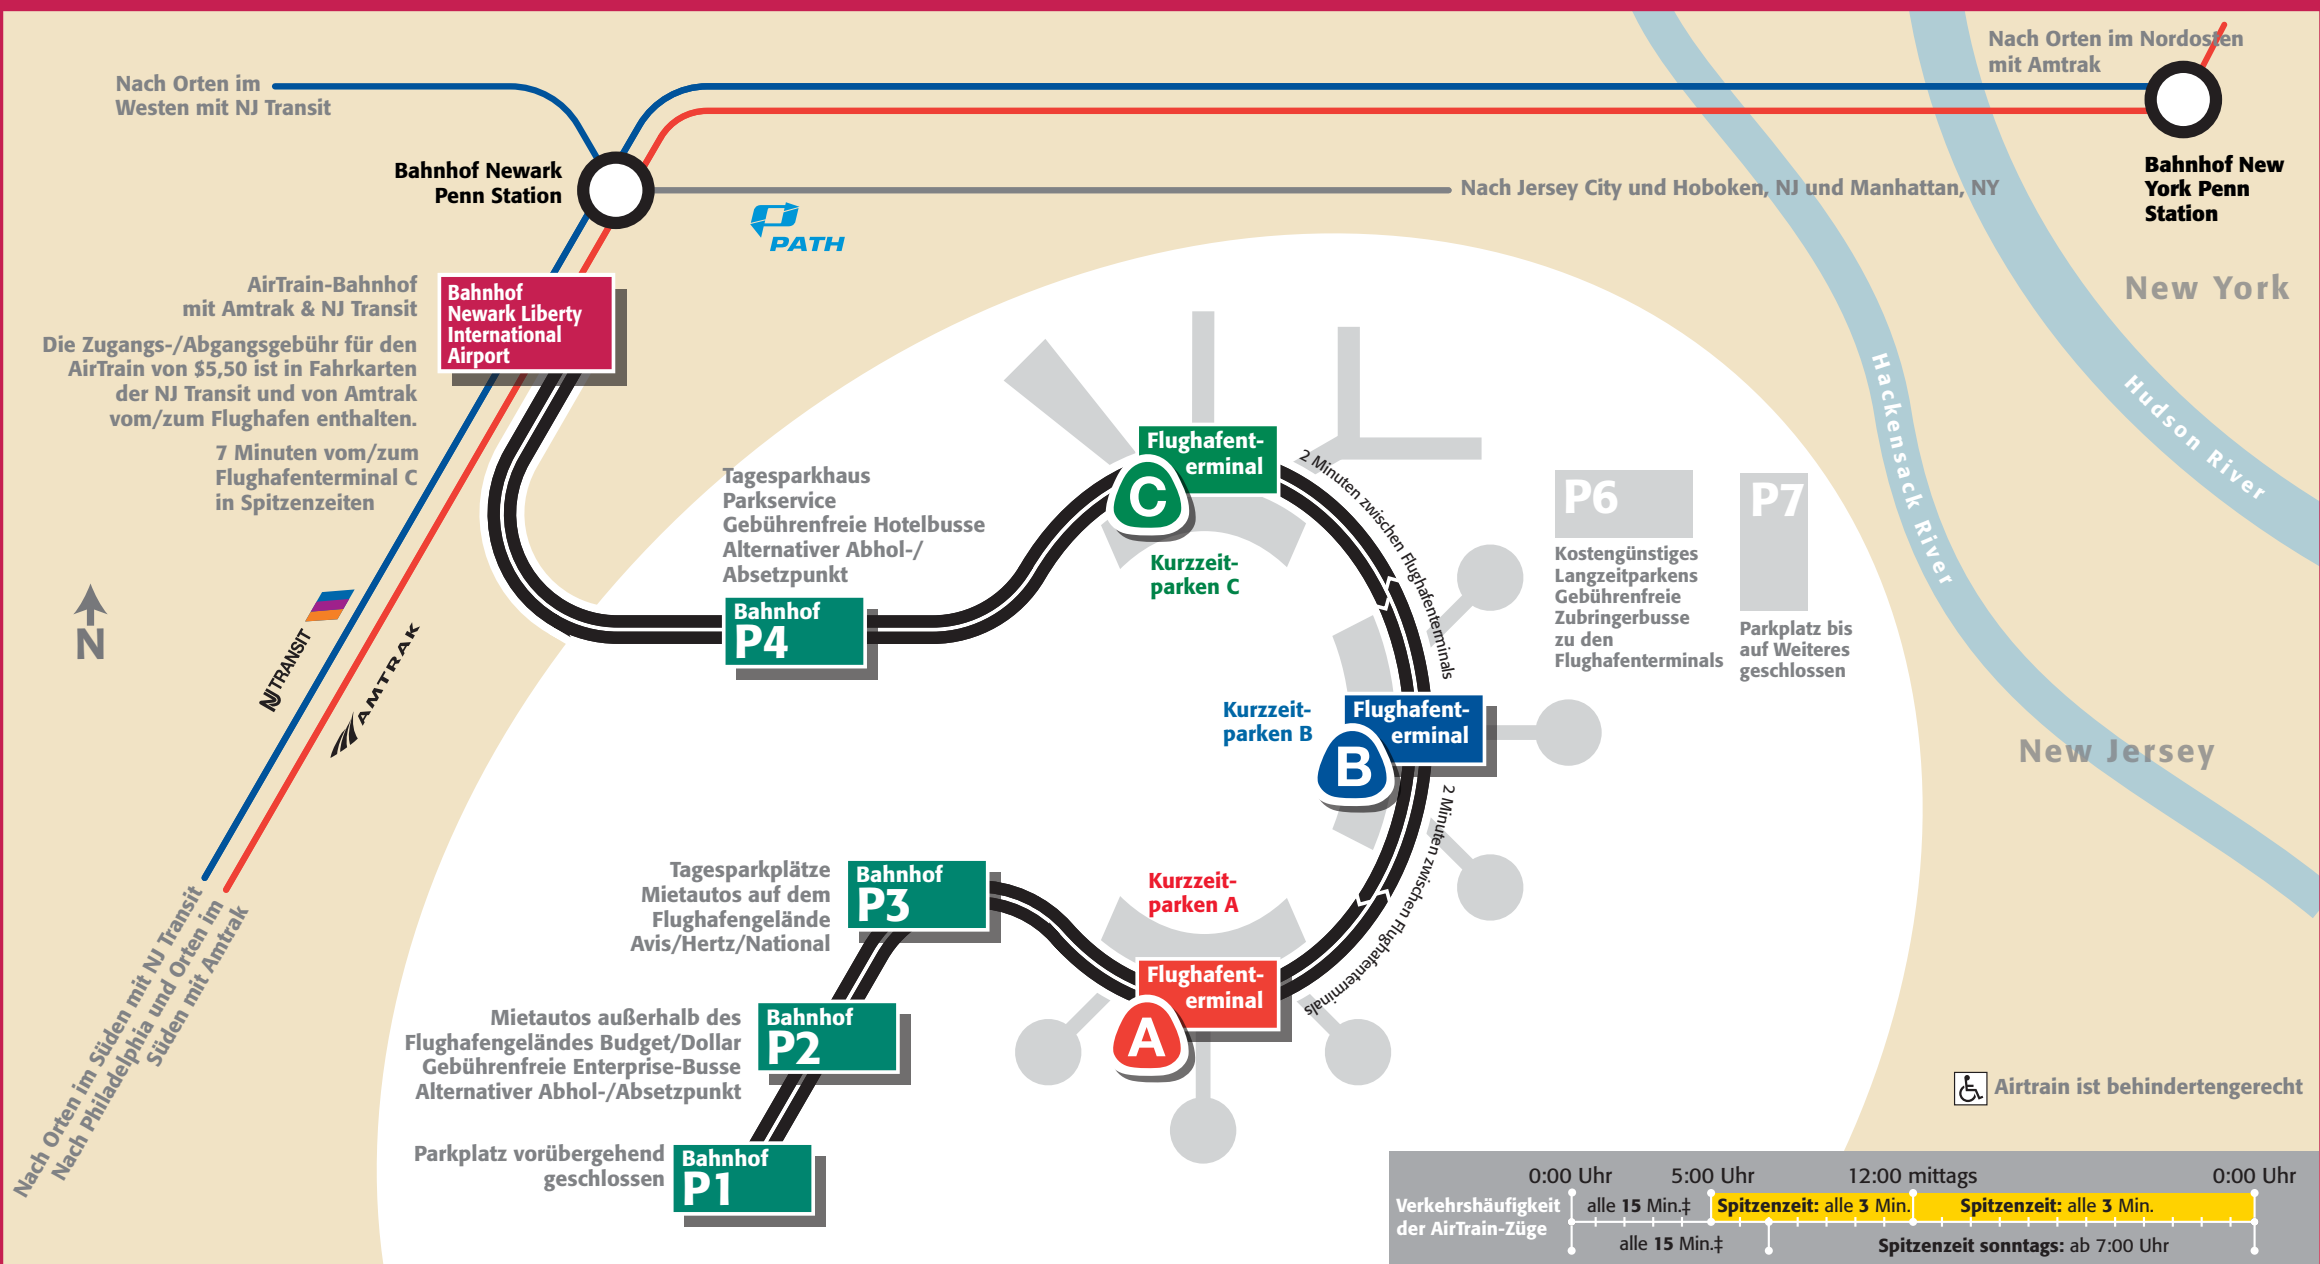 Nach Orten im
Westen mit NJ Transit
Nach Orten im Nordosten
mit Amtrak
Bahnhof Newark
Penn Station
Nach Jersey City und Hoboken, NJ und Manhattan, NY
PATH
Bahnhof New
York Penn
Station
New York
AirTrain-Bahnhof
mit Amtrak & NJ Transit
Die Zugangs-/Abgangsgebühr für den
AirTrain von $5,50 ist in Fahrkarten
der NJ Transit und von Amtrak
vom/zum Flughafen enthalten.
7 Minuten vom/zum
Flughafenterminal C
in Spitzenzeiten
Bahnhof
Newark Liberty
International
Airport
Hackensack River
Hudson River
Tagesparkhaus
Parkservice
Gebührenfreie Hotelbusse
Alternativer Abhol-/
Absetzpunkt
Bahnhof
P4
Flughafent-
erminal
C
Kurzzeit-
parken C
2 Minuten zwischen Flughafenterminals
P6
Kostengünstiges
Langzeitparkens
Gebührenfreie
Zubringerbusse
zu den
Flughafenterminals
P7
Parkplatz bis
auf Weiteres
geschlossen
N
NJ TRANSIT
AMTRAK
Kurzzeit-
parken B
Flughafent-
erminal
B
New Jersey
2 Minuten zwischen Flughafenterminals
Tagesparkplätze
Mietautos auf dem
Flughafengelände
Avis/Hertz/National
Bahnhof
P3
Kurzzeit-
parken A
Flughafent-
erminal
A
Nach Orten im Süden mit NJ Transit
Nach Philadelphia und Orten im
Süden mit Amtrak
Mietautos außerhalb des
Flughafengeländes Budget/Dollar
Gebührenfreie Enterprise-Busse
Alternativer Abhol-/Absetzpunkt
Bahnhof
P2
Parkplatz vorübergehend
geschlossen
Bahnhof
P1
Airtrain ist behindertengerecht
0:00 Uhr 5:00 Uhr 12:00 mittags 0:00 Uhr
Verkehrshäufigkeit
der AirTrain-Züge
alle 15 Min.‡ Spitzenzeit: alle 3 Min. Spitzenzeit: alle 3 Min.
alle 15 Min.‡ Spitzenzeit sonntags: ab 7:00 Uhr